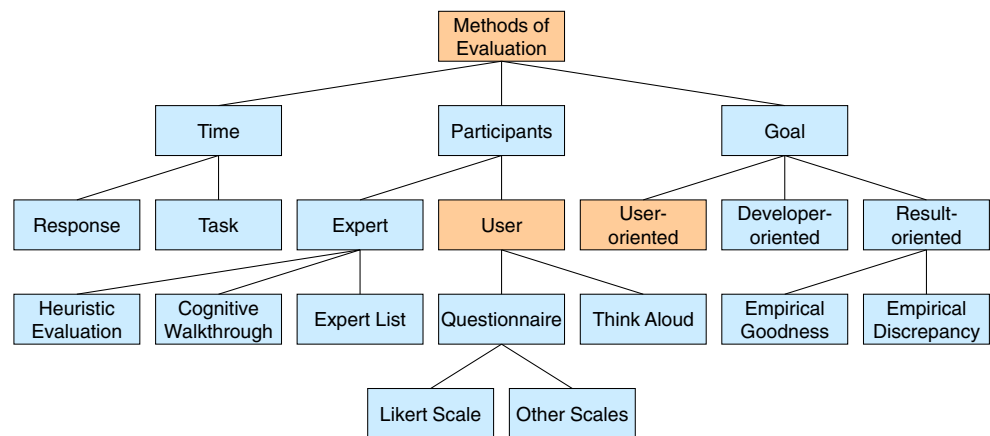 Methods of
Evaluation
Time
Participants
Goal
Response
Task
Expert
User
User-
oriented
Developer-
oriented
Result-
oriented
Heuristic
Evaluation
Cognitive
Walkthrough
Expert List
Questionnaire
Think Aloud
Empirical
Goodness
Empirical
Discrepancy
Likert Scale
Other Scales